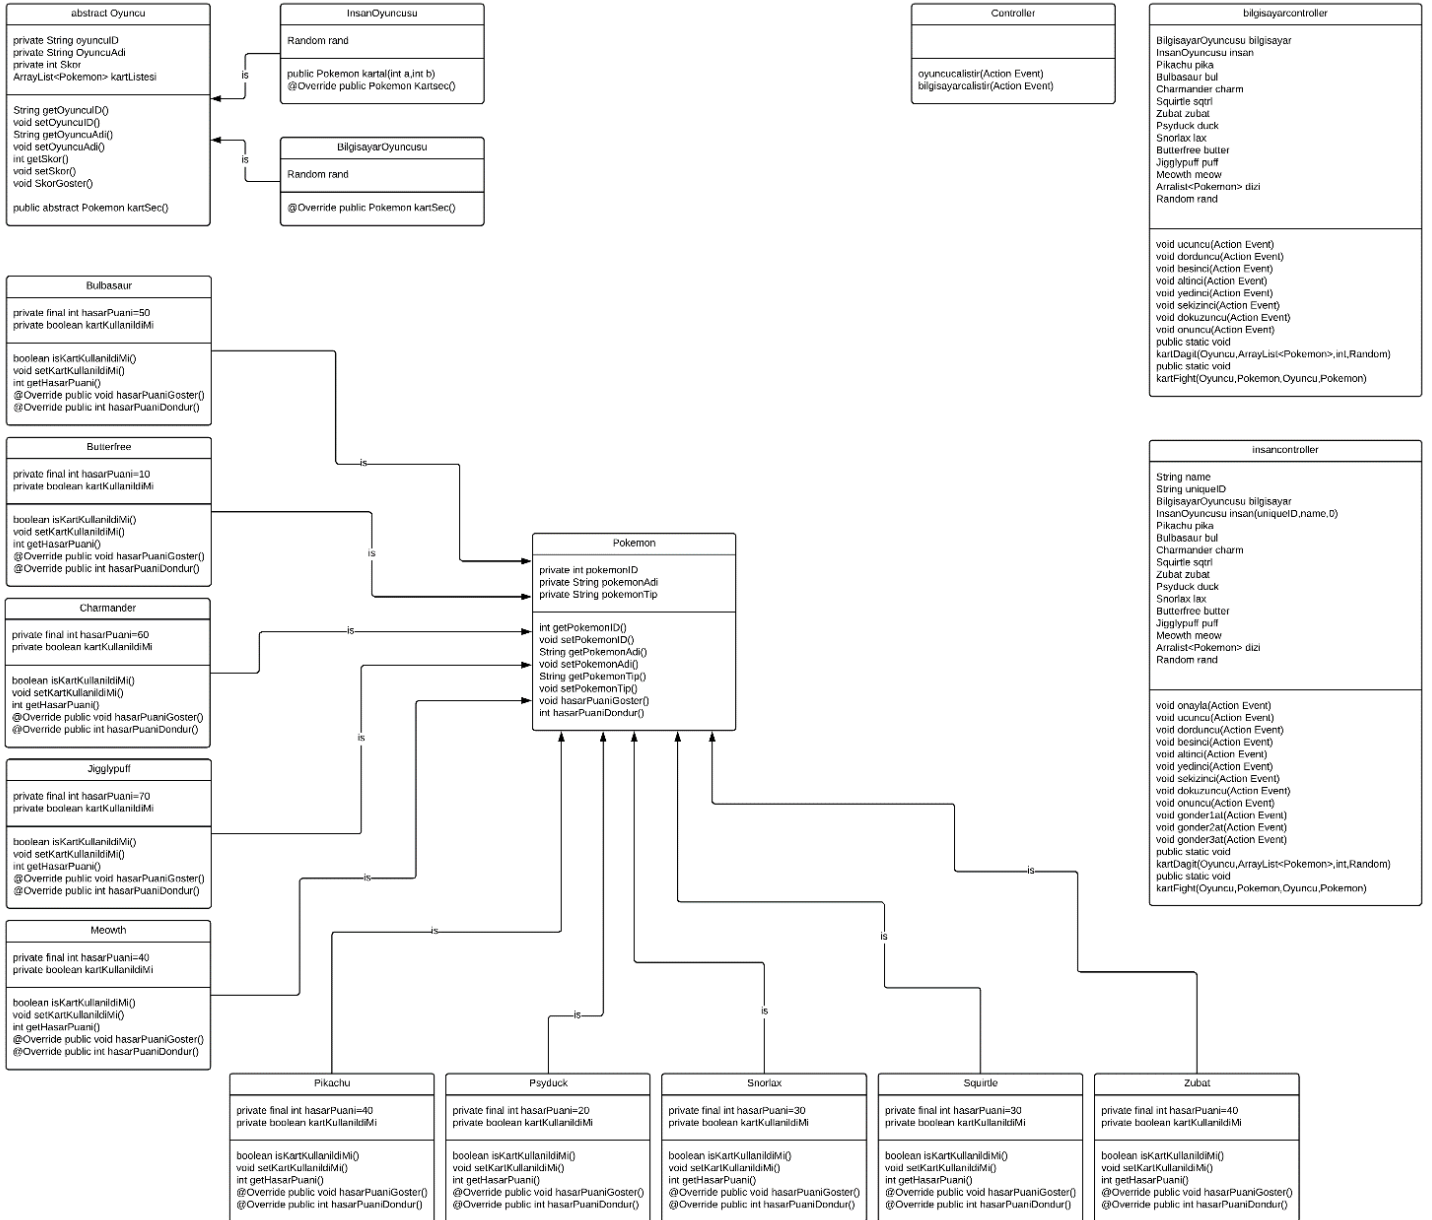 abstract Oyuncu
private String oyuncuID
private String OyuncuAdi
private int Skor
ArrayList<Pokemon> kartListesi
String getOyuncuID()
void setOyuncuID()
String getOyuncuAdi()
void setOyuncuAdi()
int getSkor()
void setSkor()
void SkorGoster()
public abstract Pokemon kartSec()
is
is
InsanOyuncusu
Random rand
public Pokemon kartal(int a,int b)
@Override public Pokemon Kartsec()
BilgisayarOyuncusu
Random rand
@Override public Pokemon kartSec()
Controller
oyuncucalistir(Action Event)
bilgisayarcalistir(Action Event)
bilgisayarcontroller
BilgisayarOyuncusu bilgisayar
InsanOyuncusu insan
Pikachu pika
Bulbasaur bul
Charmander charm
Squirtle sqtrl
Zubat zubat
Psyduck duck
Snorlax lax
Butterfree butter
Jigglypuff puff
Meowth meow
Arralist<Pokemon> dizi
Random rand
void ucuncu(Action Event)
void dorduncu(Action Event)
void besinci(Action Event)
void altinci(Action Event)
void yedinci(Action Event)
void sekizinci(Action Event)
void dokuzuncu(Action Event)
void onuncu(Action Event)
public static void
kartDagit(Oyuncu,ArrayList<Pokemon>,int,Random)
public static void
kartFight(Oyuncu,Pokemon,Oyuncu,Pokemon)
Bulbasaur
private final int hasarPuani=50
private boolean kartKullanildiMi
boolean isKartKullanildiMi()
void setKartKullanildiMi()
int getHasarPuani()
@Override public void hasarPuaniGoster()
@Override public int hasarPuaniDondur()
is
Butterfree
private final int hasarPuani=10
private boolean kartKullanildiMi
boolean isKartKullanildiMi()
void setKartKullanildiMi()
int getHasarPuani()
@Override public void hasarPuaniGoster()
@Override public int hasarPuaniDondur()
is
Charmander
private final int hasarPuani=60
private boolean kartKullanildiMi
boolean isKartKullanildiMi()
void setKartKullanildiMi()
int getHasarPuani()
@Override public void hasarPuaniGoster()
@Override public int hasarPuaniDondur()
is
Jigglypuff
private final int hasarPuani=70
private boolean kartKullanildiMi
boolean isKartKullanildiMi()
void setKartKullanildiMi()
int getHasarPuani()
@Override public void hasarPuaniGoster()
@Override public int hasarPuaniDondur()
is
Meowth
private final int hasarPuani=40
private boolean kartKullanildiMi
boolean isKartKullanildiMi()
void setKartKullanildiMi()
int getHasarPuani()
@Override public void hasarPuaniGoster()
@Override public int hasarPuaniDondur()
is
Pokemon
private int pokemonID
private String pokemonAdi
private String pokemonTip
int getPokemonID()
void setPokemonID()
String getPokemonAdi()
void setPokemonAdi()
String getPokemonTip()
void setPokemonTip()
void hasarPuaniGoster()
int hasarPuaniDondur()
insancontroller
String name
String uniqueID
BilgisayarOyuncusu bilgisayar
InsanOyuncusu insan(uniqueID,name,0)
Pikachu pika
Bulbasaur bul
Charmander charm
Squirtle sqtrl
Zubat zubat
Psyduck duck
Snorlax lax
Butterfree butter
Jigglypuff puff
Meowth meow
Arralist<Pokemon> dizi
Random rand
void onayla(Action Event)
void ucuncu(Action Event)
void dorduncu(Action Event)
void besinci(Action Event)
void altinci(Action Event)
void yedinci(Action Event)
void sekizinci(Action Event)
void dokuzuncu(Action Event)
void onuncu(Action Event)
void gonder1at(Action Event)
void gonder2at(Action Event)
void gonder3at(Action Event)
public static void
kartDagit(Oyuncu,ArrayList<Pokemon>,int,Random)
public static void
kartFight(Oyuncu,Pokemon,Oyuncu,Pokemon)
is
is
is
is
is
Pikachu
private final int hasarPuani=40
private boolean kartKullanildiMi
boolean isKartKullanildiMi()
void setKartKullanildiMi()
int getHasarPuani()
@Override public void hasarPuaniGoster()
@Override public int hasarPuaniDondur()
Psyduck
private final int hasarPuani=20
private boolean kartKullanildiMi
boolean isKartKullanildiMi()
void setKartKullanildiMi()
int getHasarPuani()
@Override public void hasarPuaniGoster()
@Override public int hasarPuaniDondur()
Snorlax
private final int hasarPuani=30
private boolean kartKullanildiMi
boolean isKartKullanildiMi()
void setKartKullanildiMi()
int getHasarPuani()
@Override public void hasarPuaniGoster()
@Override public int hasarPuaniDondur()
Squirtle
private final int hasarPuani=30
private boolean kartKullanildiMi
boolean isKartKullanildiMi()
void setKartKullanildiMi()
int getHasarPuani()
@Override public void hasarPuaniGoster()
@Override public int hasarPuaniDondur()
Zubat
private final int hasarPuani=40
private boolean kartKullanildiMi
boolean isKartKullanildiMi()
void setKartKullanildiMi()
int getHasarPuani()
@Override public void hasarPuaniGoster()
@Override public int hasarPuaniDondur()